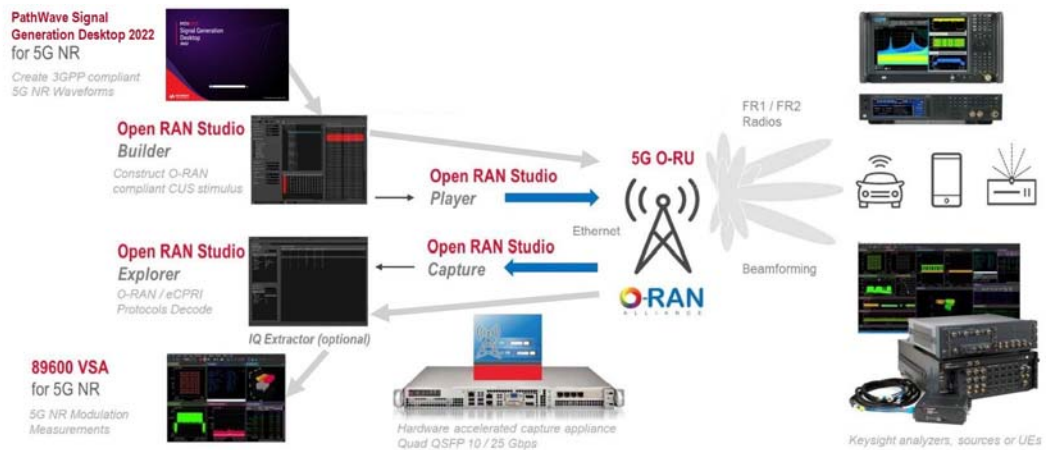 PathWave Signal
Generation Desktop 2022
for 5G NR
Create 3GPP compliant
5G NR Waveforms
Signal Generation
Desktop
2022
Open RAN Studio
Builder
Construct O-RAN
compliant CUS stimulus
Open RAN Studio
Player
Ethernet
5G O-RU
FR1 / FR2
Radios
Beamforming
Open RAN Studio
Explorer
O-RAN / eCPRI
Protocols Decode
Open RAN Studio
Capture
O-RAN
ALLIANCE
IQ Extractor (optional)
89600 VSA
for 5G NR
5G NR Modulation
Measurements
Hardware accelerated capture appliance
Quad QSFP 10 / 25 Gbps
Keysight analyzers, sources or UEs